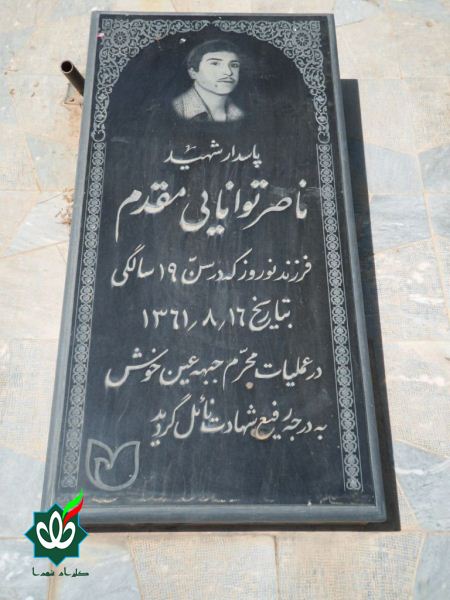 پاسدار شهید
ناصر توانایی مقدم
فرزند نوروز که در سن ۱۹ سالگی
بتاریخ ۱۶٫۸٫۱۳۶۱
در عملیات محرّم جبهه عین خوش
به درجه رفیع شهادت نائل گردید
گلزار شهدا